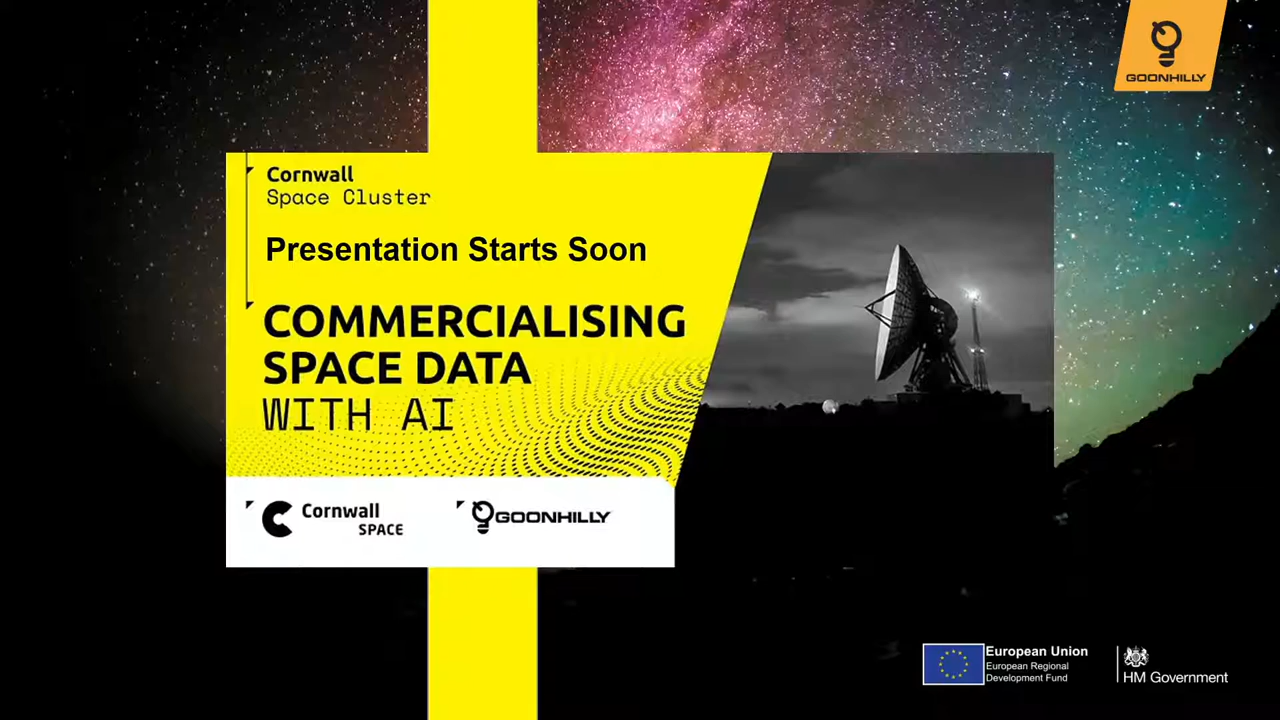 GOONHILLY
Cornwall
Space Cluster
Presentation Starts Soon
COMMERCIALISING
SPACE DATA
WITH AI
Cornwall
SPACE
GOONHILLY
European Union
European Regional
Development Fund
HM Government